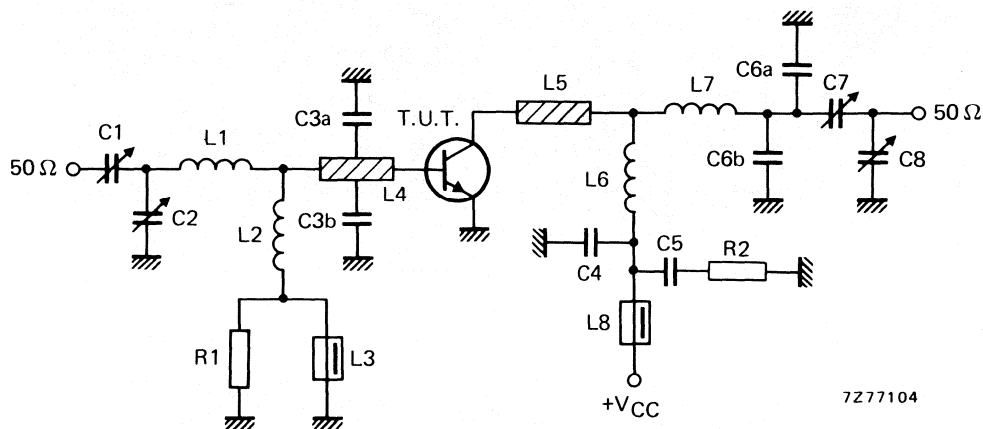 C6a
C7
L5
L7
50 Ω
C3a
T.U.T.
C1
L1
50 Ω
C8
C6b
L6
L4
C2
C3b
L2
C5
R2
C4
R1
L3
L8
+VCC
7Z77104